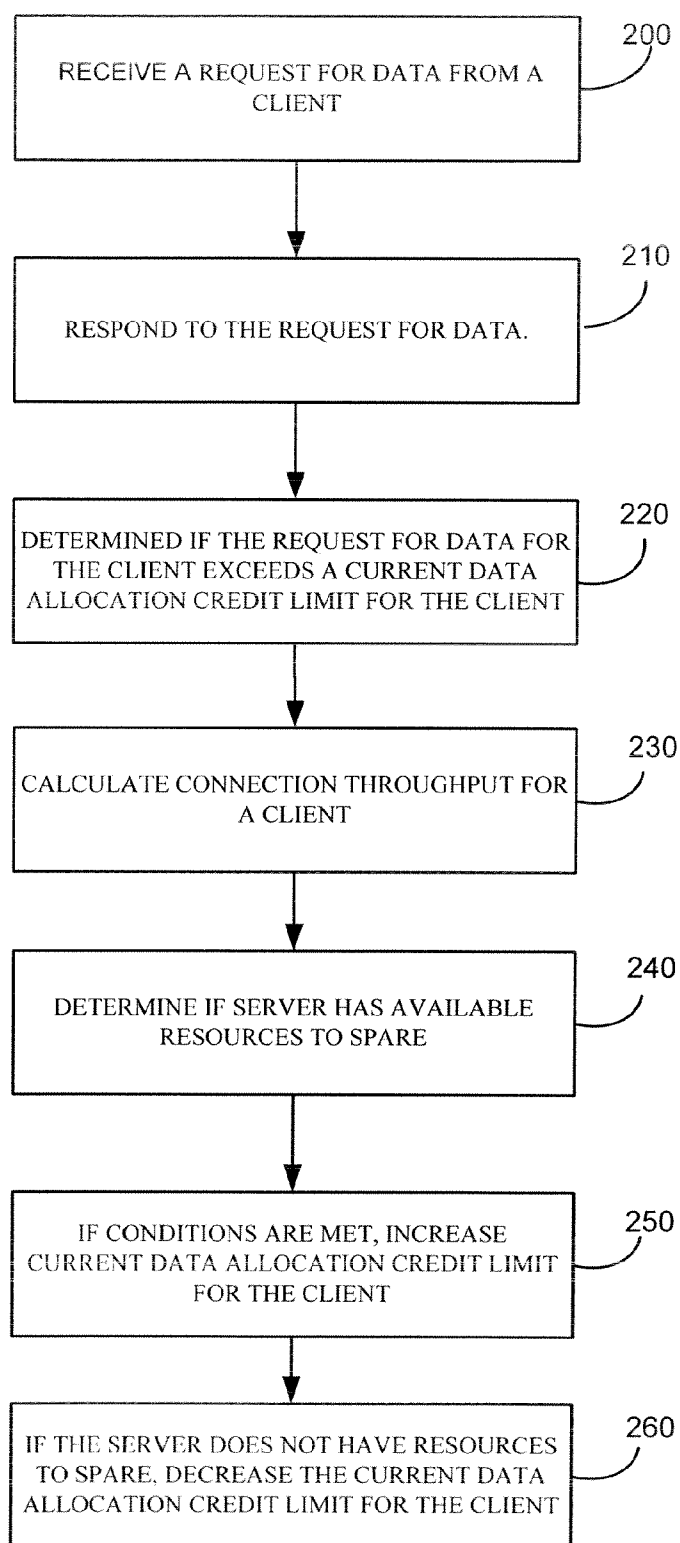 200
RECEIVE A REQUEST FOR DATA FROM A
CLIENT
210
RESPOND TO THE REQUEST FOR DATA.
220
DETERMINED IF THE REQUEST FOR DATA FOR
THE CLIENT EXCEEDS A CURRENT DATA
ALLOCATION CREDIT LIMIT FOR THE CLIENT
230
CALCULATE CONNECTION THROUGHPUT FOR
A CLIENT
240
DETERMINE IF SERVER HAS AVAILABLE
RESOURCES TO SPARE
250
IF CONDITIONS ARE MET, INCREASE
CURRENT DATA ALLOCATION CREDIT LIMIT
FOR THE CLIENT
260
IF THE SERVER DOES NOT HAVE RESOURCES
TO SPARE, DECREASE THE CURRENT DATA
ALLOCATION CREDIT LIMIT FOR THE CLIENT